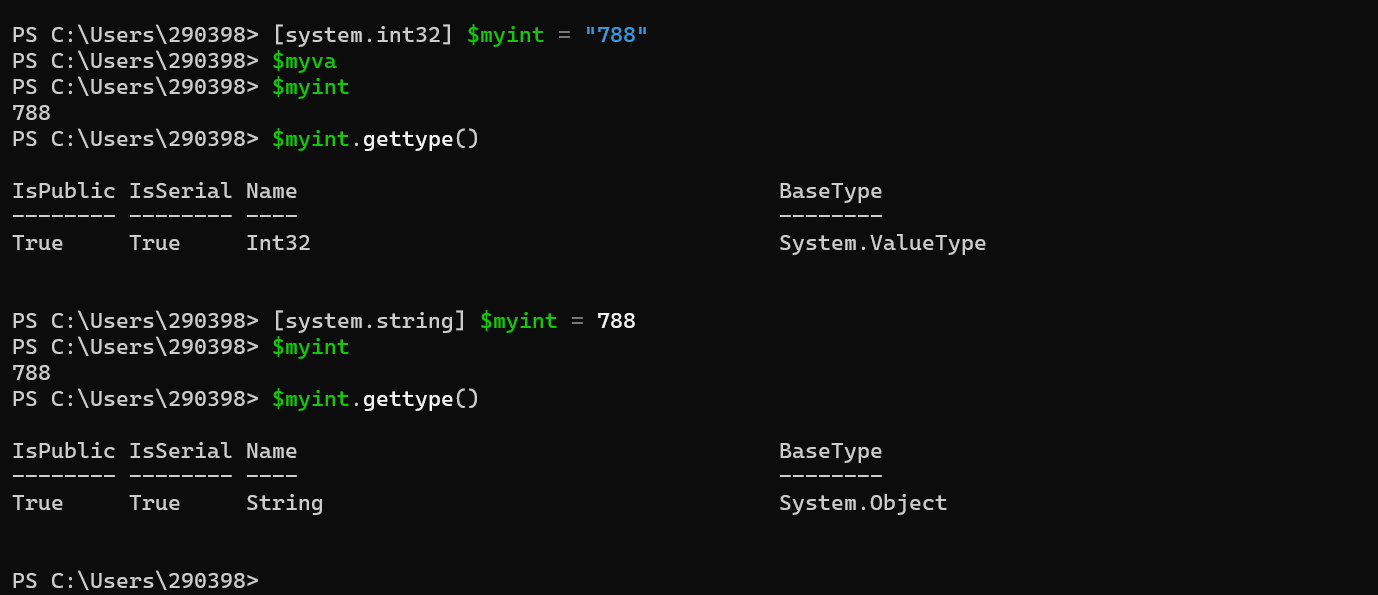 PS C:\Users\290398> [system.int32] $myint = "788"
PS C:\Users\290398> $myva
PS C:\Users\290398> $myint
788
PS C:\Users\290398> $myint.gettype()
IsPublic IsSerial Name                                     BaseType
-------- -------- ----                                     --------
True     True     Int32                                    System.ValueType
PS C:\Users\290398> [system.string] $myint = 788
PS C:\Users\290398> $myint
788
PS C:\Users\290398> $myint.gettype()
IsPublic IsSerial Name                                     BaseType
-------- -------- ----                                     --------
True     True     String                                   System.Object
PS C:\Users\290398>